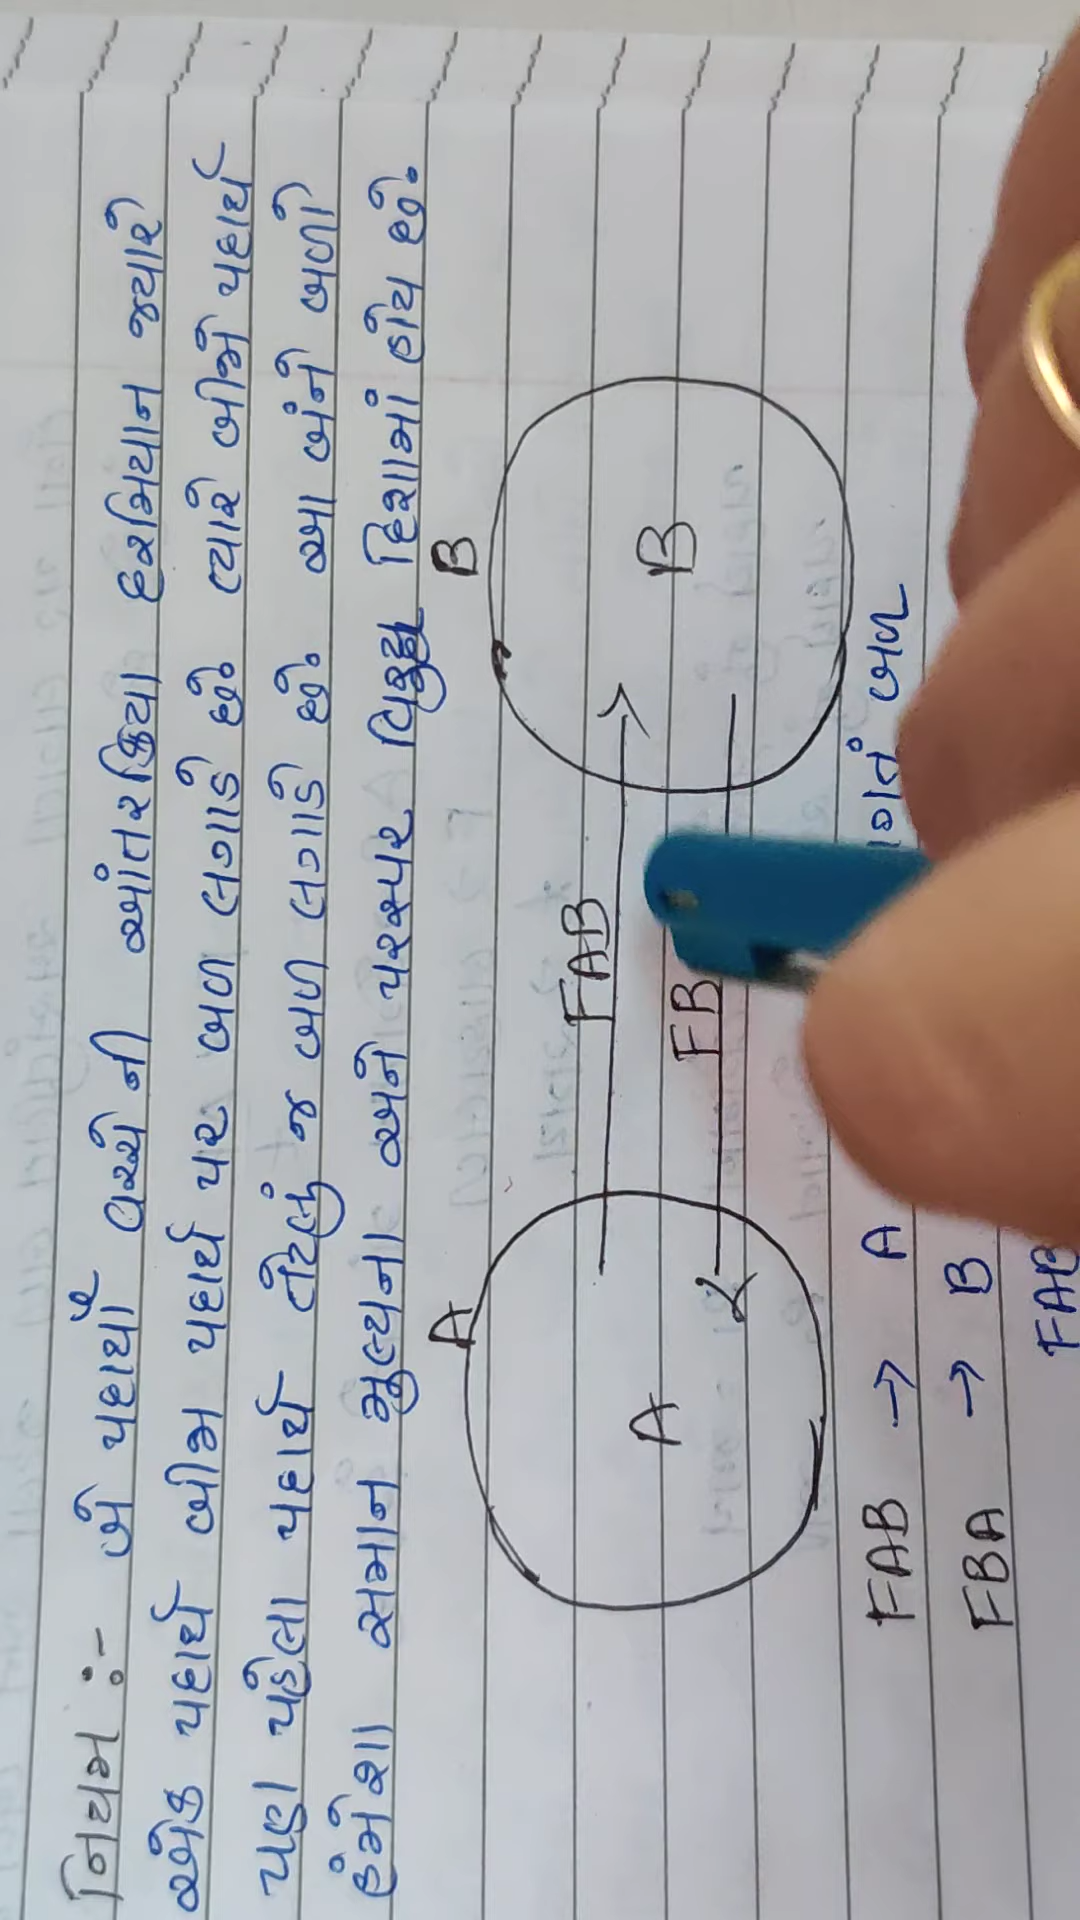 નિયમ :- બે પદાર્થો વચ્ચે ની આંતરક્રિયા દરમિયાન જ્યારે
એક પદાર્થ બીજા પદાર્થ પર બળ લગાડે છે. ત્યારે બીજો પદાર્થ
પણ પહેલા પદાર્થ તેટલું જ બળ લગાડે છે. આ બંને બળો
હંમેશા સમાન મુલ્યના અને પરસ્પર વિરુદ્ધ દિશામાં હોય છે.
A B
FAB
A B
FB
FAB → A બળ
FBA → B
FAB